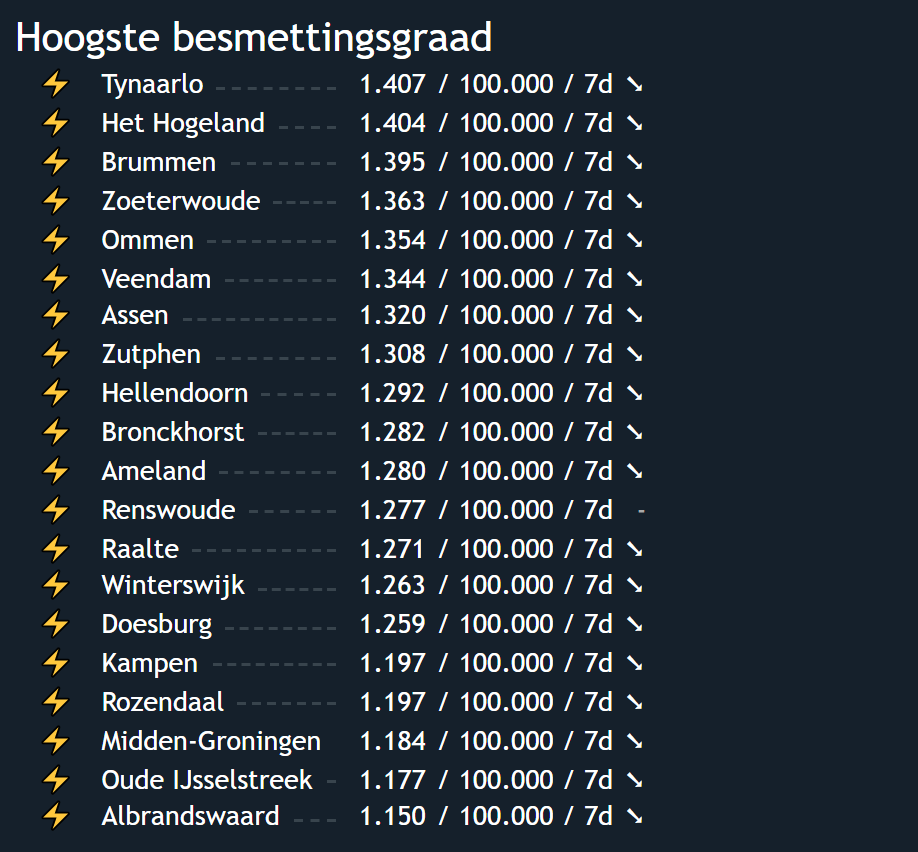 Hoogste besmettingsgraad
⚡ Tynaarlo -------- 1.407 / 100.000 / 7d ➘
⚡ Het Hogeland ---- 1.404 / 100.000 / 7d ➘
⚡ Brummen ------- 1.395 / 100.000 / 7d ➘
⚡ Zoeterwoude ---- 1.363 / 100.000 / 7d ➘
⚡ Ommen --------- 1.354 / 100.000 / 7d ➘
⚡ Veendam ------- 1.344 / 100.000 / 7d ➘
⚡ Assen ---------- 1.320 / 100.000 / 7d ➘
⚡ Zutphen -------- 1.308 / 100.000 / 7d ➘
⚡ Hellendoorn ----- 1.292 / 100.000 / 7d ➘
⚡ Bronckhorst ----- 1.282 / 100.000 / 7d ➘
⚡ Ameland -------- 1.280 / 100.000 / 7d ➘
⚡ Renswoude ------ 1.277 / 100.000 / 7d -
⚡ Raalte ---------- 1.271 / 100.000 / 7d ➘
⚡ Winterswijk ----- 1.263 / 100.000 / 7d ➘
⚡ Doesburg ------- 1.259 / 100.000 / 7d ➘
⚡ Kampen -------- 1.197 / 100.000 / 7d ➘
⚡ Rozendaal ------ 1.197 / 100.000 / 7d ➘
⚡ Midden-Groningen 1.184 / 100.000 / 7d ➘
⚡ Oude IJsselstreek - 1.177 / 100.000 / 7d ➘
⚡ Albrandswaard --- 1.150 / 100.000 / 7d ➘